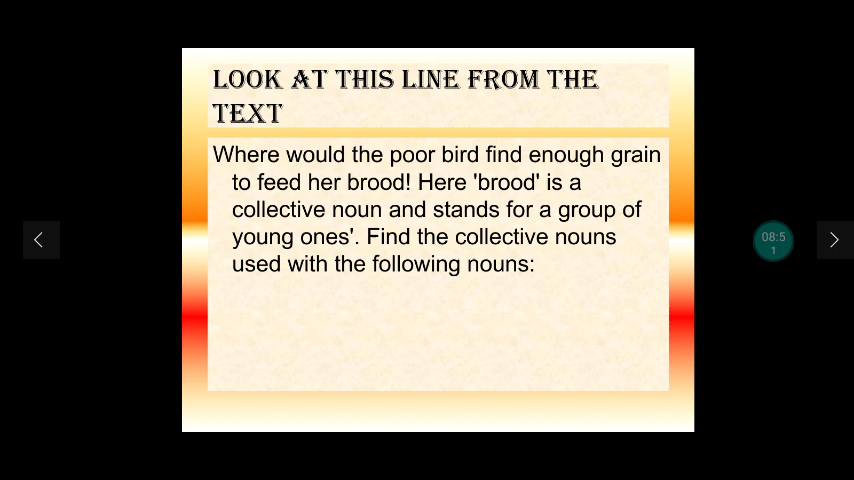 LOOK AT THIS LINE FROM THE
TEXT
Where would the poor bird find enough grain
to feed her brood! Here 'brood' is a
collective noun and stands for a group of
young ones'. Find the collective nouns
used with the following nouns:
08:5
1